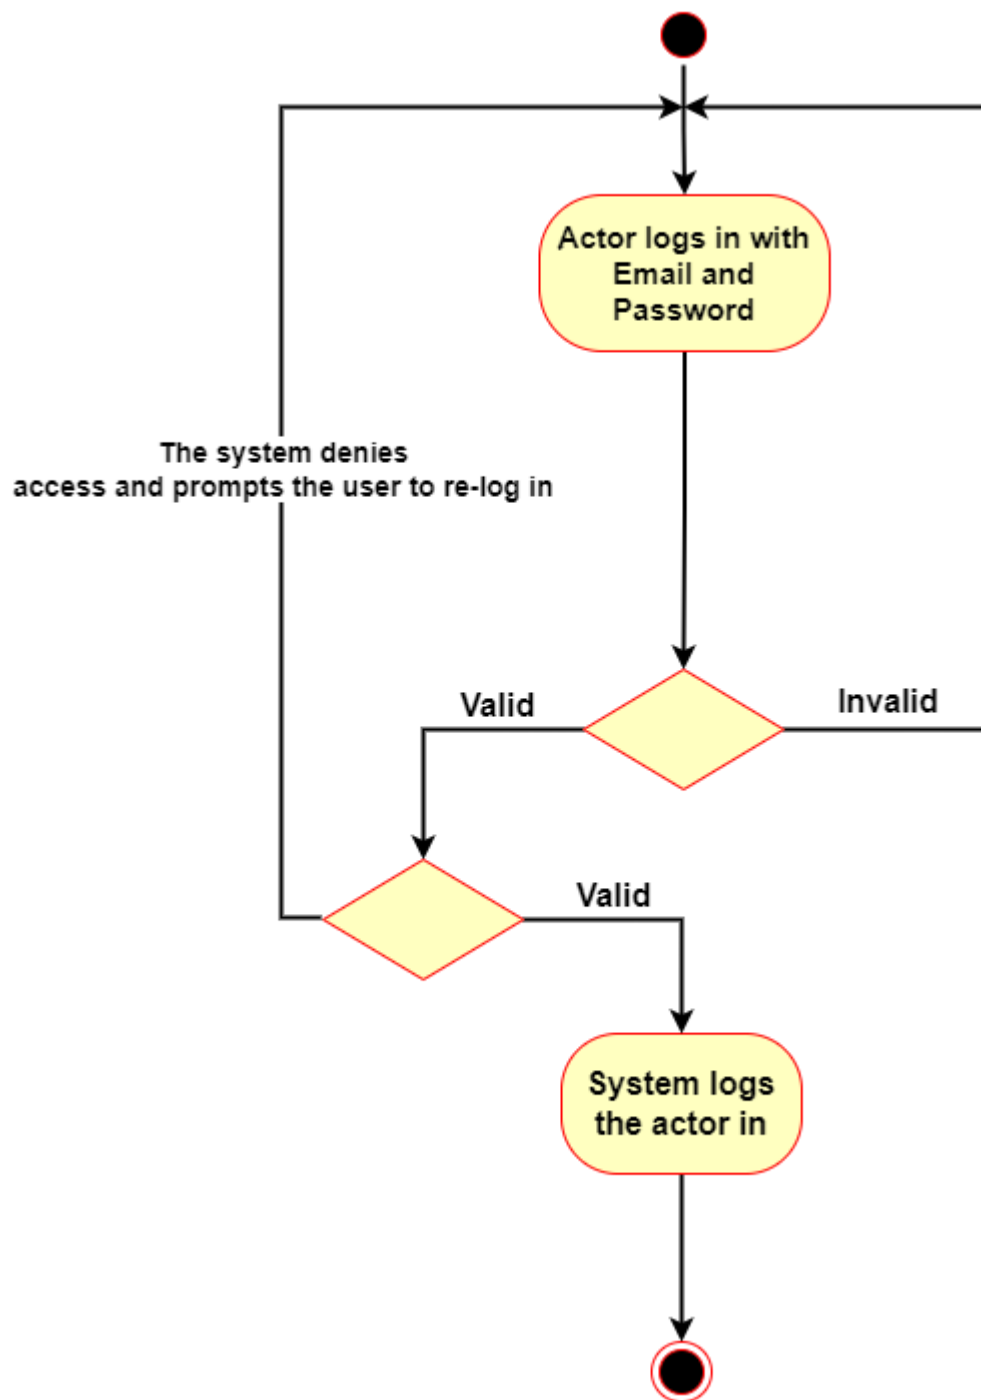 Actor logs in with
Email and
Password
The system denies
access and prompts the user to re-log in
Valid
Invalid
Valid
System logs
the actor in